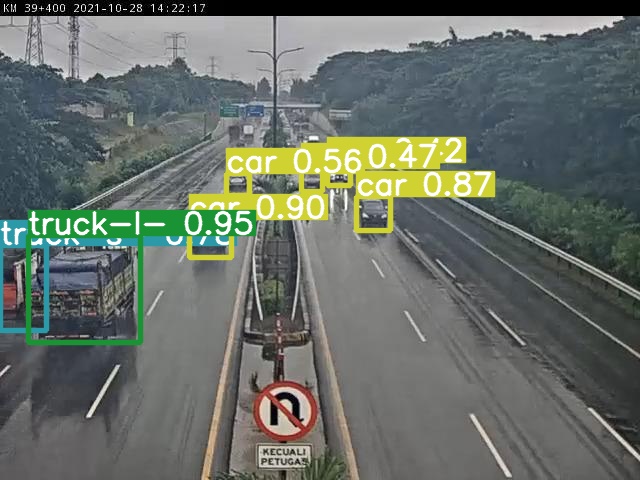 KM 39+400 2021-10-28 14:22:17
car 0.56
0.47
car 0.87
car 0.90
truck-l- 0.95
KECUALI
PETUGAS